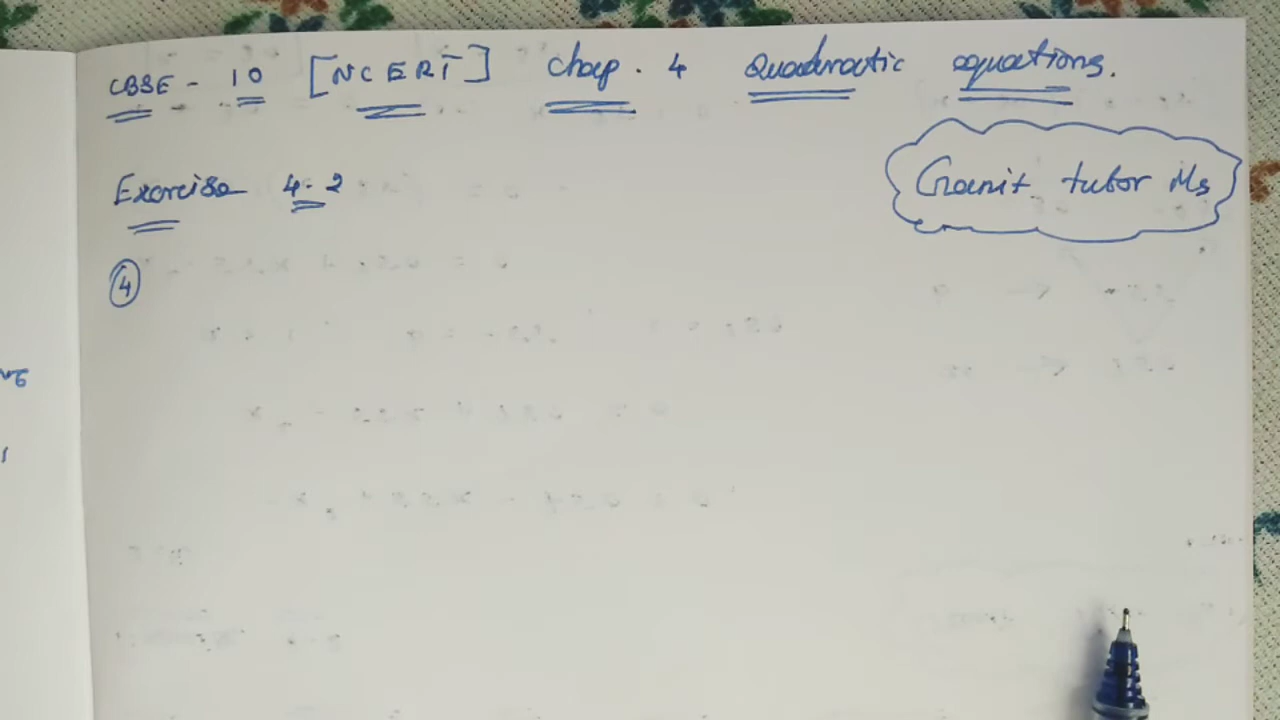 CBSE - 10 [NCERT] Chap. 4 Quadratic equations.
Exercise 4.2
Ganit tutor Ms
4